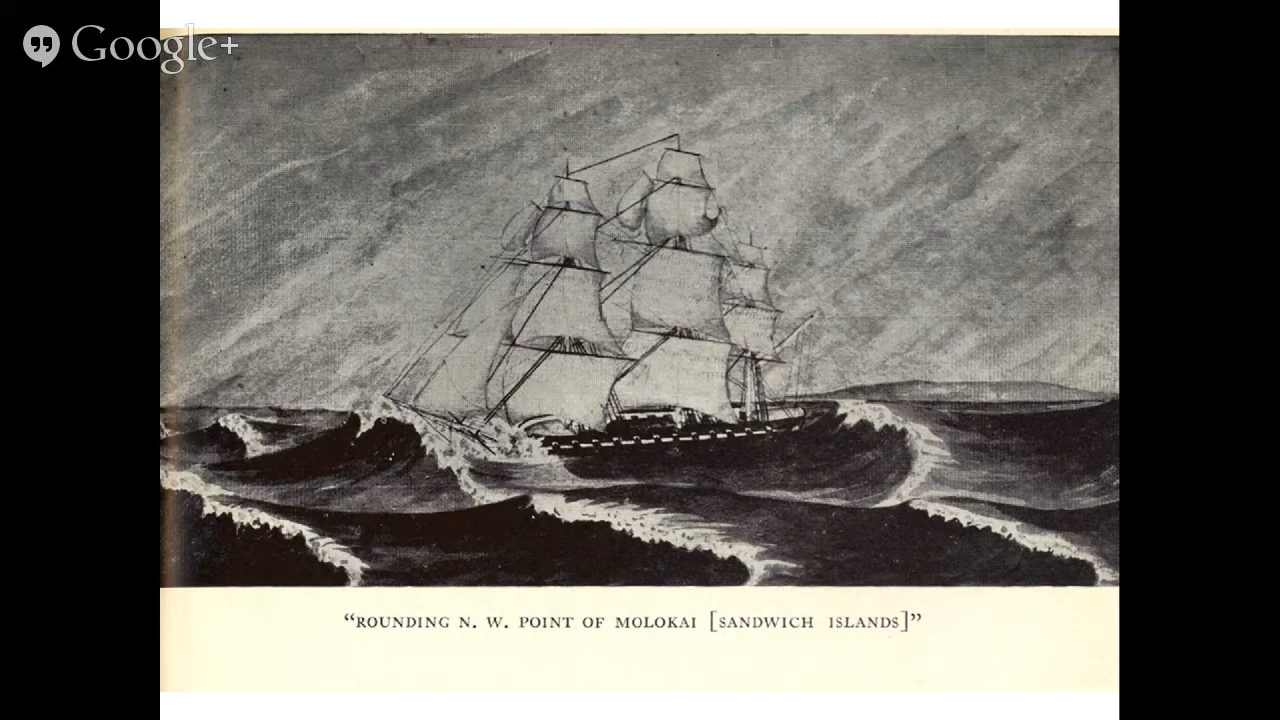 Google+
“ROUNDING N. W. POINT OF MOLOKAI [SANDWICH ISLANDS]”